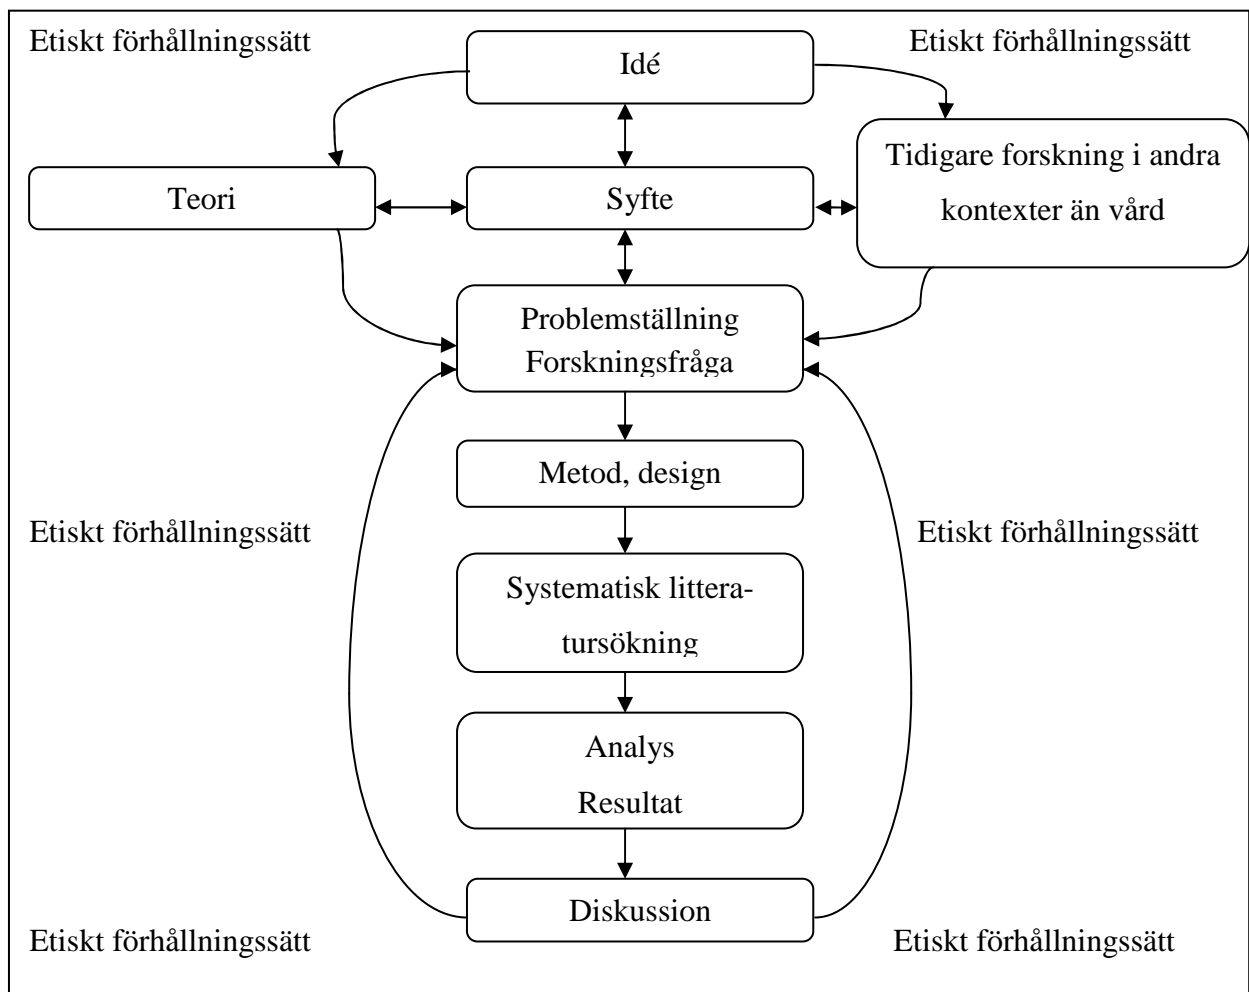 Etiskt förhållningssätt
Etiskt förhållningssätt
Idé
Tidigare forskning i andra
kontexter än vård
Teori
Syfte
Problemställning
Forskningsfråga
Metod, design
Etiskt förhållningssätt
Etiskt förhållningssätt
Systematisk littera-
tursökning
Analys
Resultat
Diskussion
Etiskt förhållningssätt
Etiskt förhållningssätt